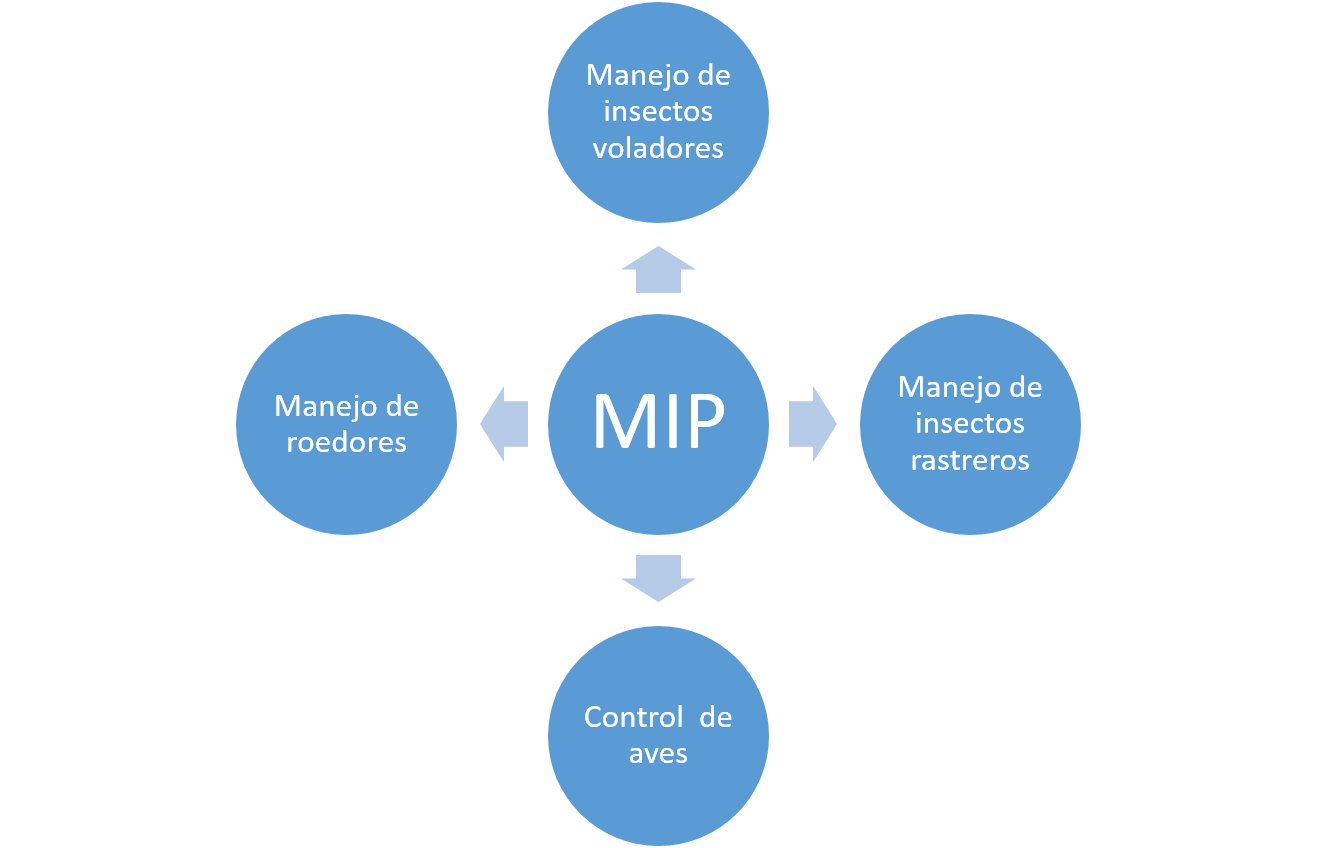 Manejo de
insectos
voladores
Manejo de
roedores
MIP
Manejo de
insectos
rastreros
Control  de
aves